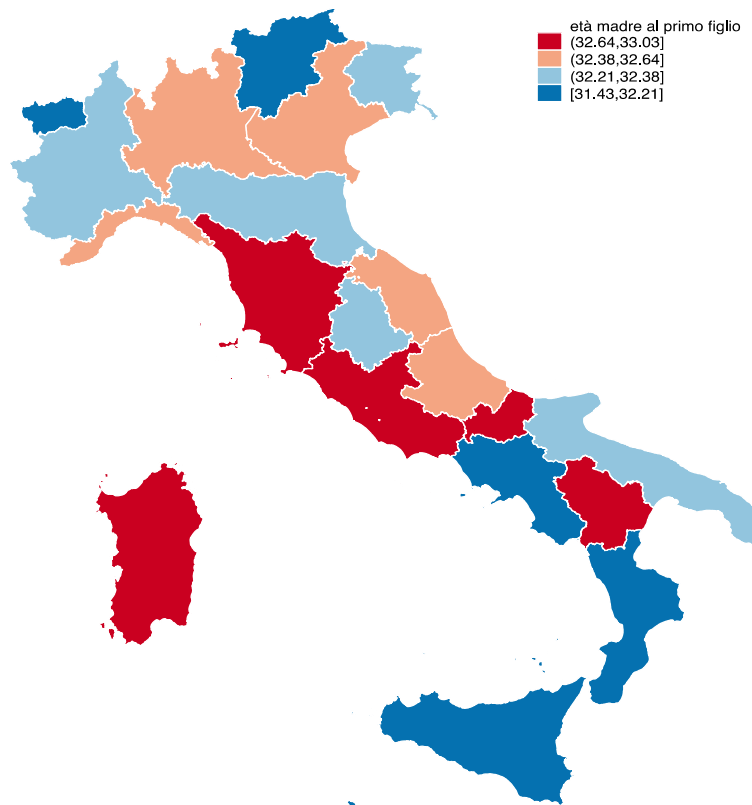 età madre al primo figlio
(32.64,33.03]
(32.38,32.64]
(32.21,32.38]
[31.43,32.21]